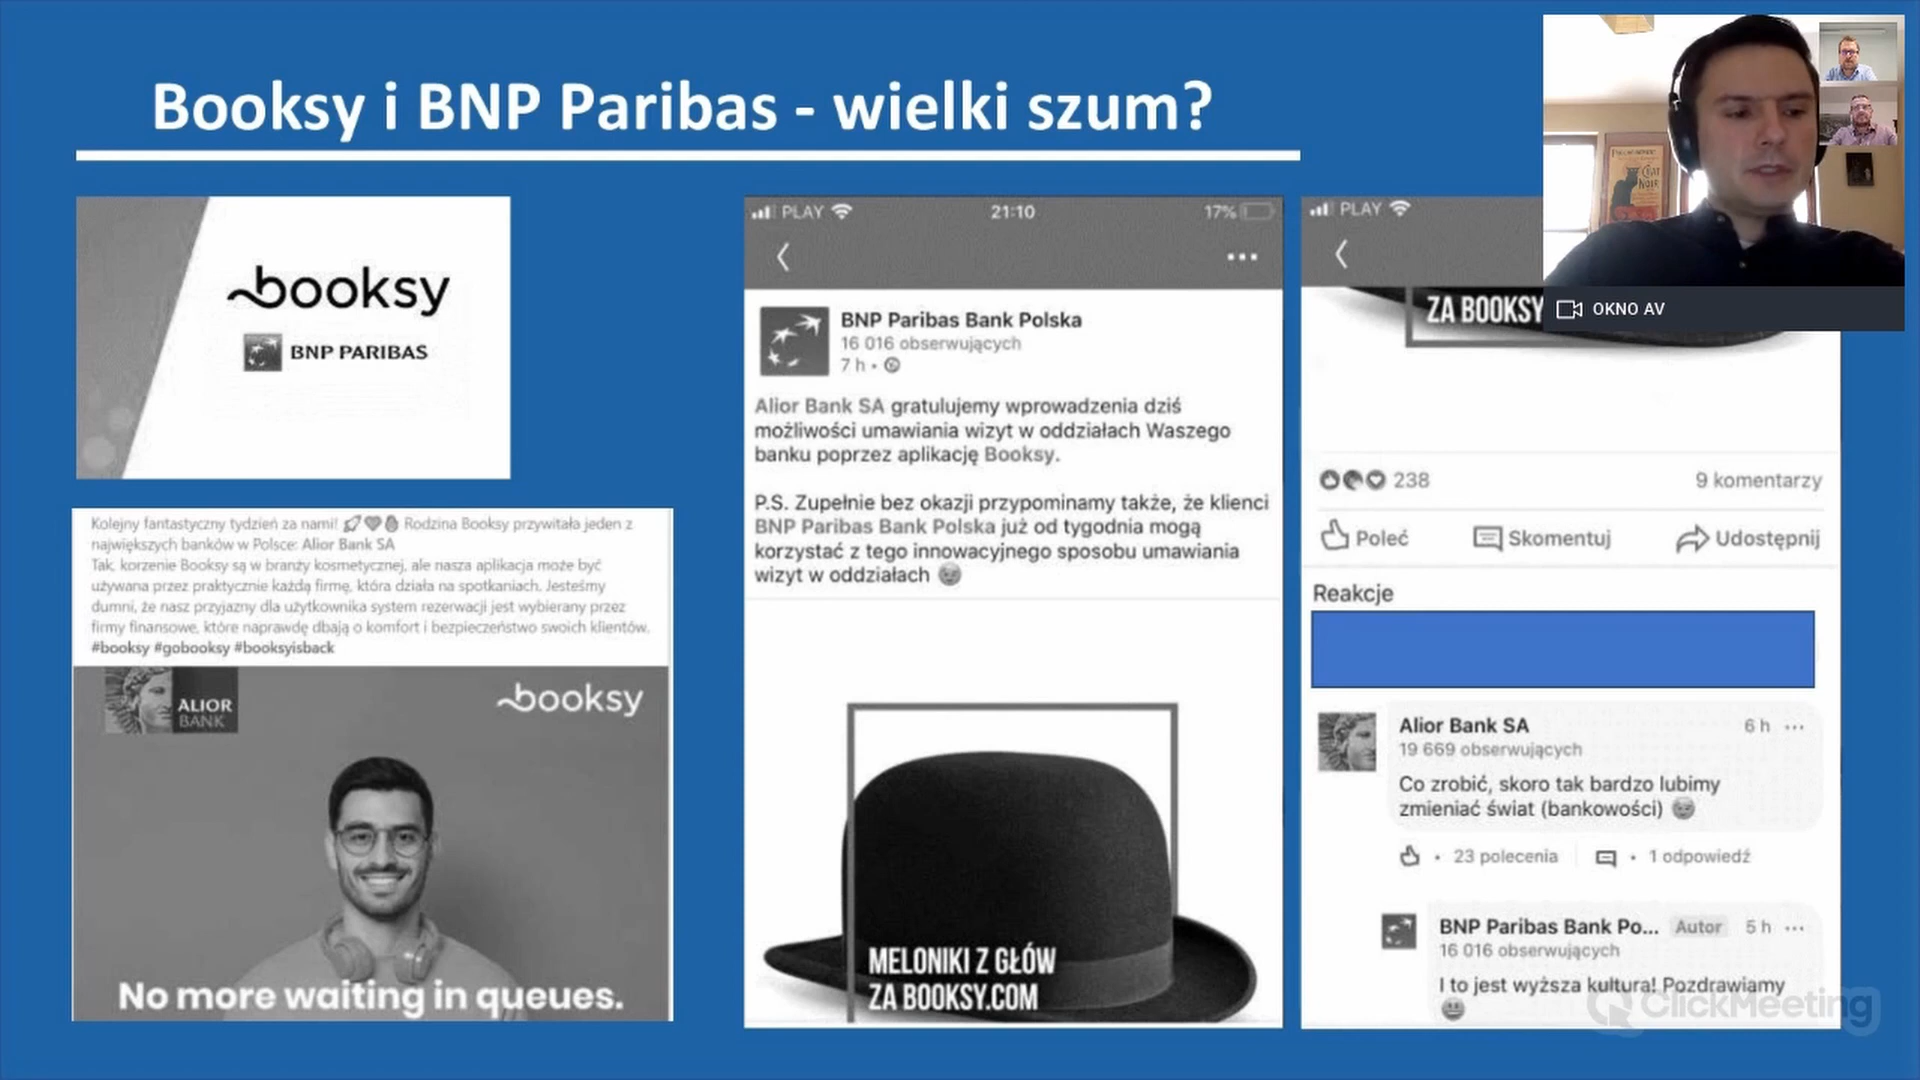 Booksy i BNP Paribas - wielki szum?
booksy
BNP PARIBAS
Kolejny fantastyczny tydzień za nami! 🚀 Rodzina Booksy przywitała jeden z
największych banków w Polsce: Alior Bank SA
Tak, korzenie Booksy są w branży kosmetycznej, ale nasza aplikacja może być
używana przez praktycznie każdą firmę, która działa na spotkaniach. Jesteśmy
dumni, że nasz przyjazny dla użytkownika system rezerwacji jest wybierany przez
firmy finansowe, które naprawdę dbają o komfort i bezpieczeństwo swoich klientów.
#booksy #gobooksy #booksyisback
ALIOR
BANK
booksy
No more waiting in queues.
PLAY 21:10 17%
BNP Paribas Bank Polska
16 016 obserwujących
7 h •
Alior Bank SA gratulujemy wprowadzenia dziś
możliwości umawiania wizyt w oddziałach Waszego
banku poprzez aplikację Booksy.
P.S. Zupełnie bez okazji przypominamy także, że klienci
BNP Paribas Bank Polska już od tygodnia mogą
korzystać z tego innowacyjnego sposobu umawiania
wizyt w oddziałach 😉
MELONIKI Z GŁÓW
ZA BOOKSY.COM
PLAY
ZA BOOKSY
238 9 komentarzy
Poleć Skomentuj Udostępnij
Reakcje
Alior Bank SA 6 h ...
19 669 obserwujących
Co zrobić, skoro tak bardzo lubimy
zmieniać świat (bankowości) 😉
• 23 polecenia • 1 odpowiedź
BNP Paribas Bank Po... Autor 5 h ...
16 016 obserwujących
I to jest wyższa kultura! Pozdrawiamy
😀
CHAT
NOIR
OKNO AV
ClickMeeting